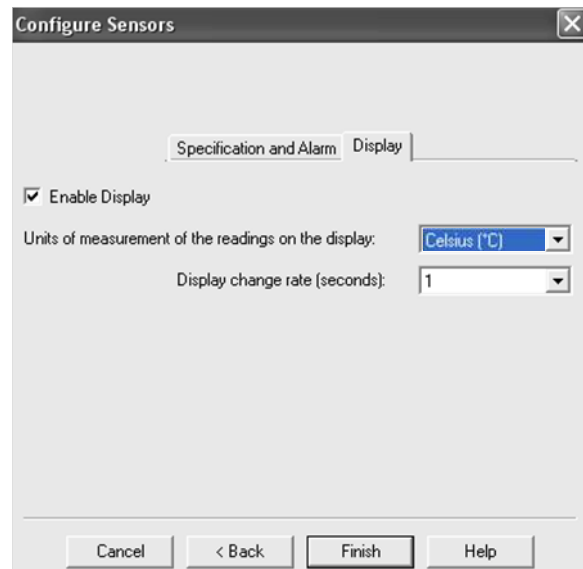 Configure Sensors
Specification and Alarm Display
Enable Display
Units of measurement of the readings on the display: Celsius (°C)
Display change rate (seconds): 1
Cancel < Back Finish Help